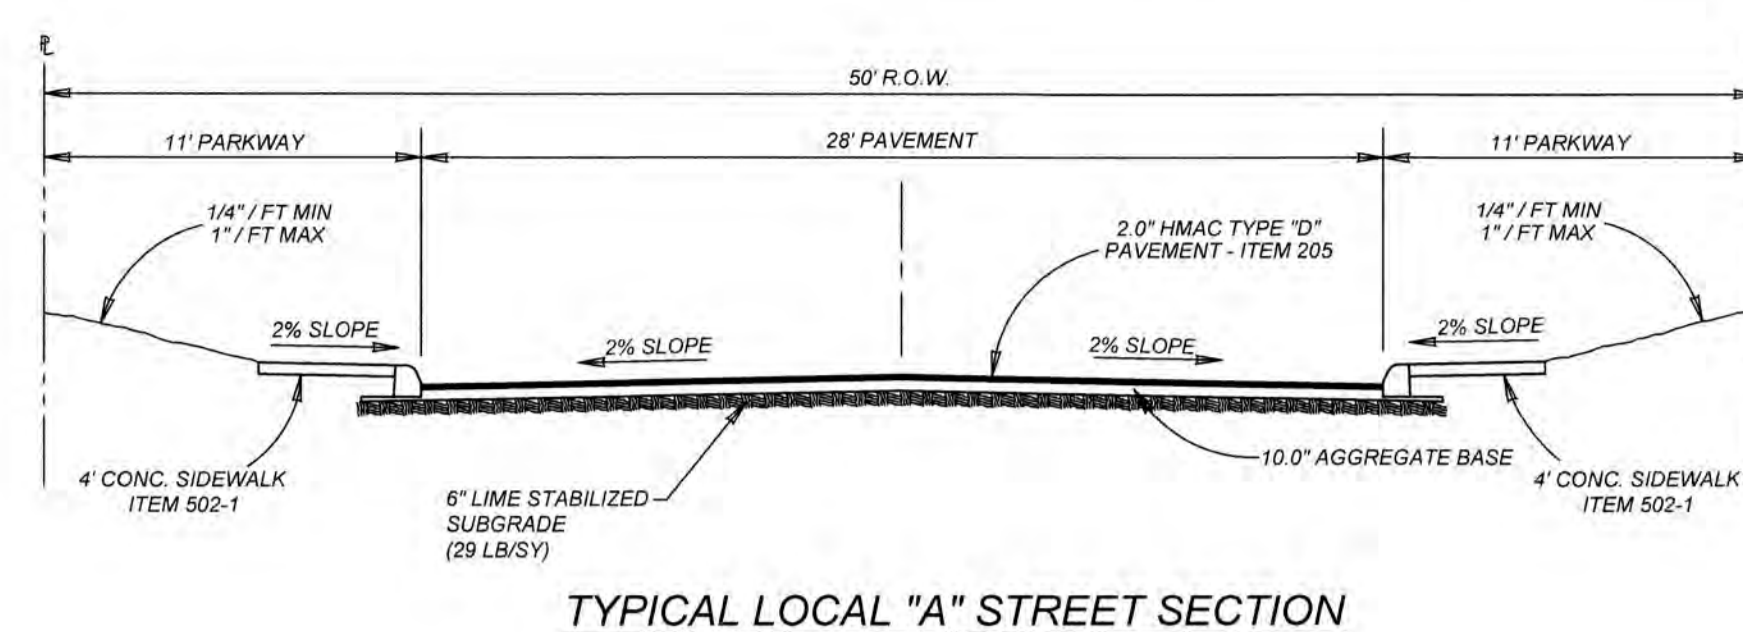 PL
50' R.O.W.
11' PARKWAY
28' PAVEMENT
11' PARKWAY
1/4" / FT MIN
1" / FT MAX
2.0" HMAC TYPE "D"
PAVEMENT - ITEM 205
1/4" / FT MIN
1" / FT MAX
2% SLOPE
2% SLOPE
2% SLOPE
2% SLOPE
4' CONC. SIDEWALK
ITEM 502-1
6" LIME STABILIZED
SUBGRADE
(29 LB/SY)
10.0" AGGREGATE BASE
4' CONC. SIDEWALK
ITEM 502-1
TYPICAL LOCAL "A" STREET SECTION